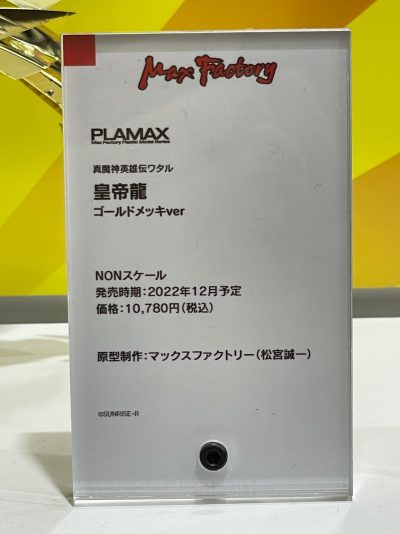 Max Factory
PLAMAX
Max Factory Plastic Model Series
真魔神英雄伝ワタル
皇帝龍
ゴールドメッキver
NONスケール
発売時期：2022年12月予定
価格：10,780円（税込）
原型制作：マックスファクトリー（松宮誠一）
©SUNRISE・R